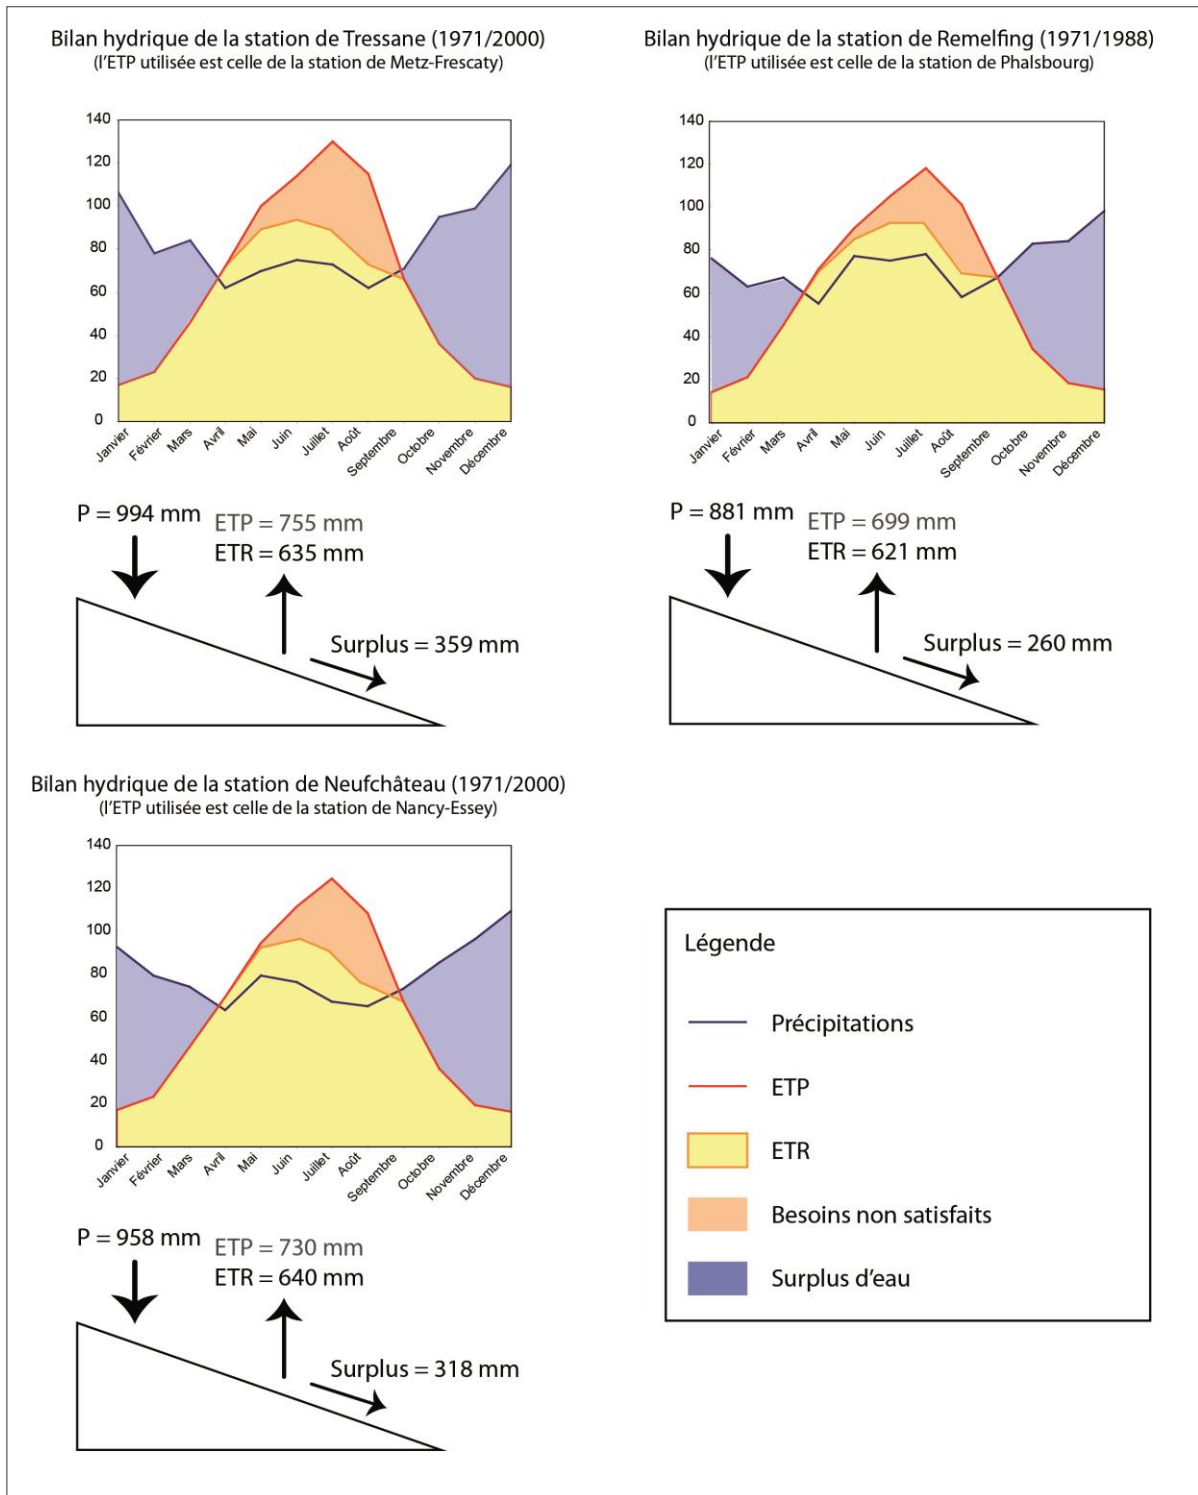 Bilan hydrique de la station de Tressane (1971/2000)
(l'ETP utilisée est celle de la station de Metz-Frescaty)
140
120
100
80
60
40
20
0
Janvier
Février
Mars
Avril
Mai
Juin
Juillet
Août
Septembre
Octobre
Novembre
Décembre
P = 994 mm
ETP = 755 mm
ETR = 635 mm
Surplus = 359 mm
Bilan hydrique de la station de Remelfing (1971/1988)
(l'ETP utilisée est celle de la station de Phalsbourg)
140
120
100
80
60
40
20
0
Janvier
Février
Mars
Avril
Mai
Juin
Juillet
Août
Septembre
Octobre
Novembre
Décembre
P = 881 mm
ETP = 699 mm
ETR = 621 mm
Surplus = 260 mm
Bilan hydrique de la station de Neufchâteau (1971/2000)
(l'ETP utilisée est celle de la station de Nancy-Essey)
140
120
100
80
60
40
20
0
Janvier
Février
Mars
Avril
Mai
Juin
Juillet
Août
Septembre
Octobre
Novembre
Décembre
P = 958 mm
ETP = 730 mm
ETR = 640 mm
Surplus = 318 mm
Légende
Précipitations
ETP
ETR
Besoins non satisfaits
Surplus d'eau